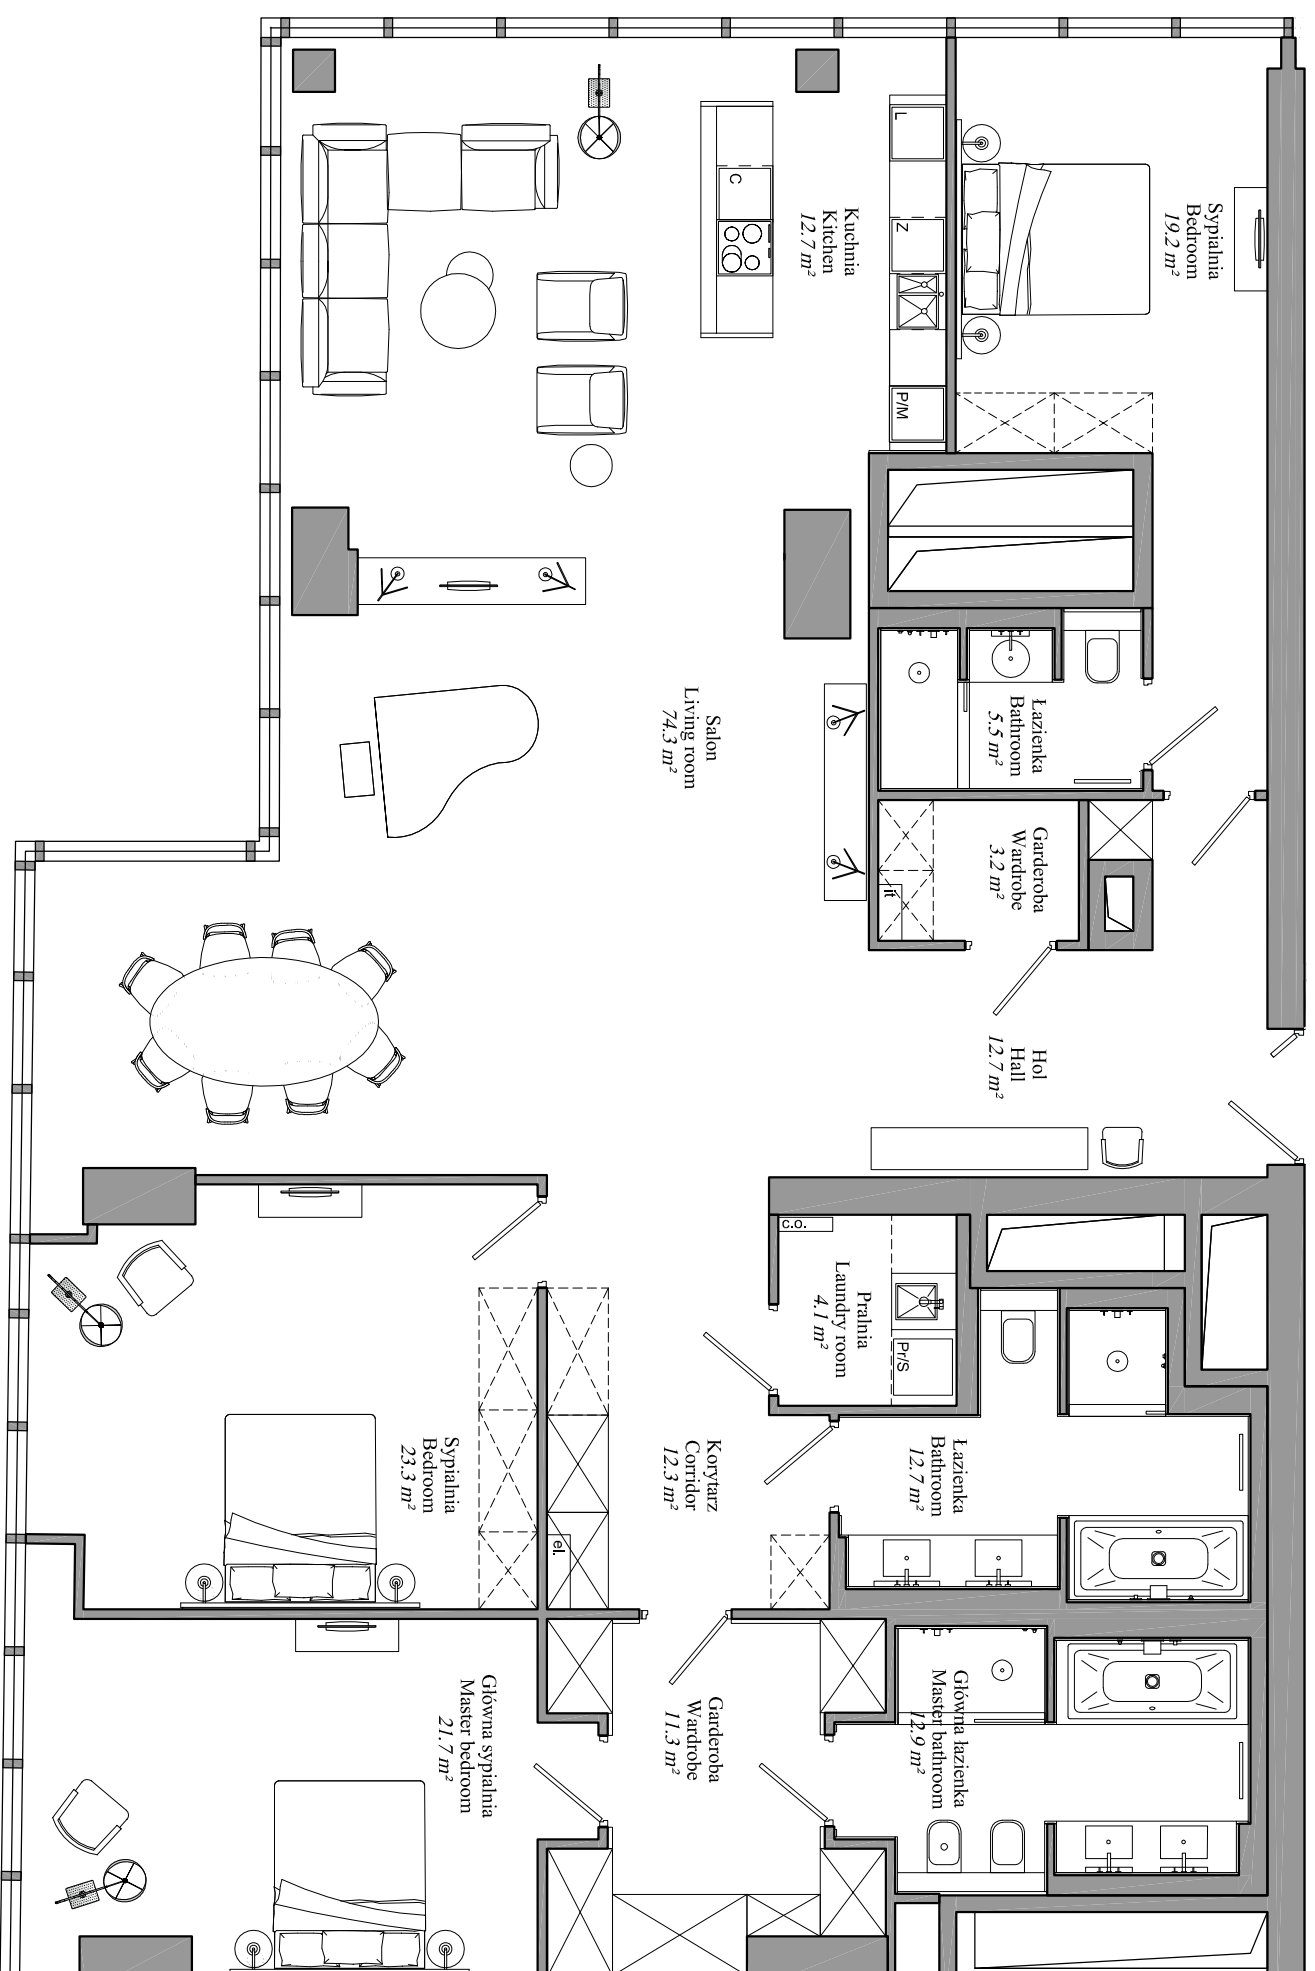 Sypialnia
Bedroom
19.2 m²
Kuchnia
Kitchen
12.7 m²
L
C
Z
P/M
Łazienka
Bathroom
5.5 m²
Salon
Living room
74.3 m²
Garderoba
Wardrobe
3.2 m²
it
Hol
Hall
12.7 m²
c.o.
Pralnia
Laundry room
4.1 m²
Pr/S
Łazienka
Bathroom
12.7 m²
Korytarz
Corridor
12.3 m²
Sypialnia
Bedroom
23.3 m²
el.
Główna łazienka
Master bathroom
12.9 m²
Garderoba
Wardrobe
11.3 m²
Główna sypialnia
Master bedroom
21.7 m²